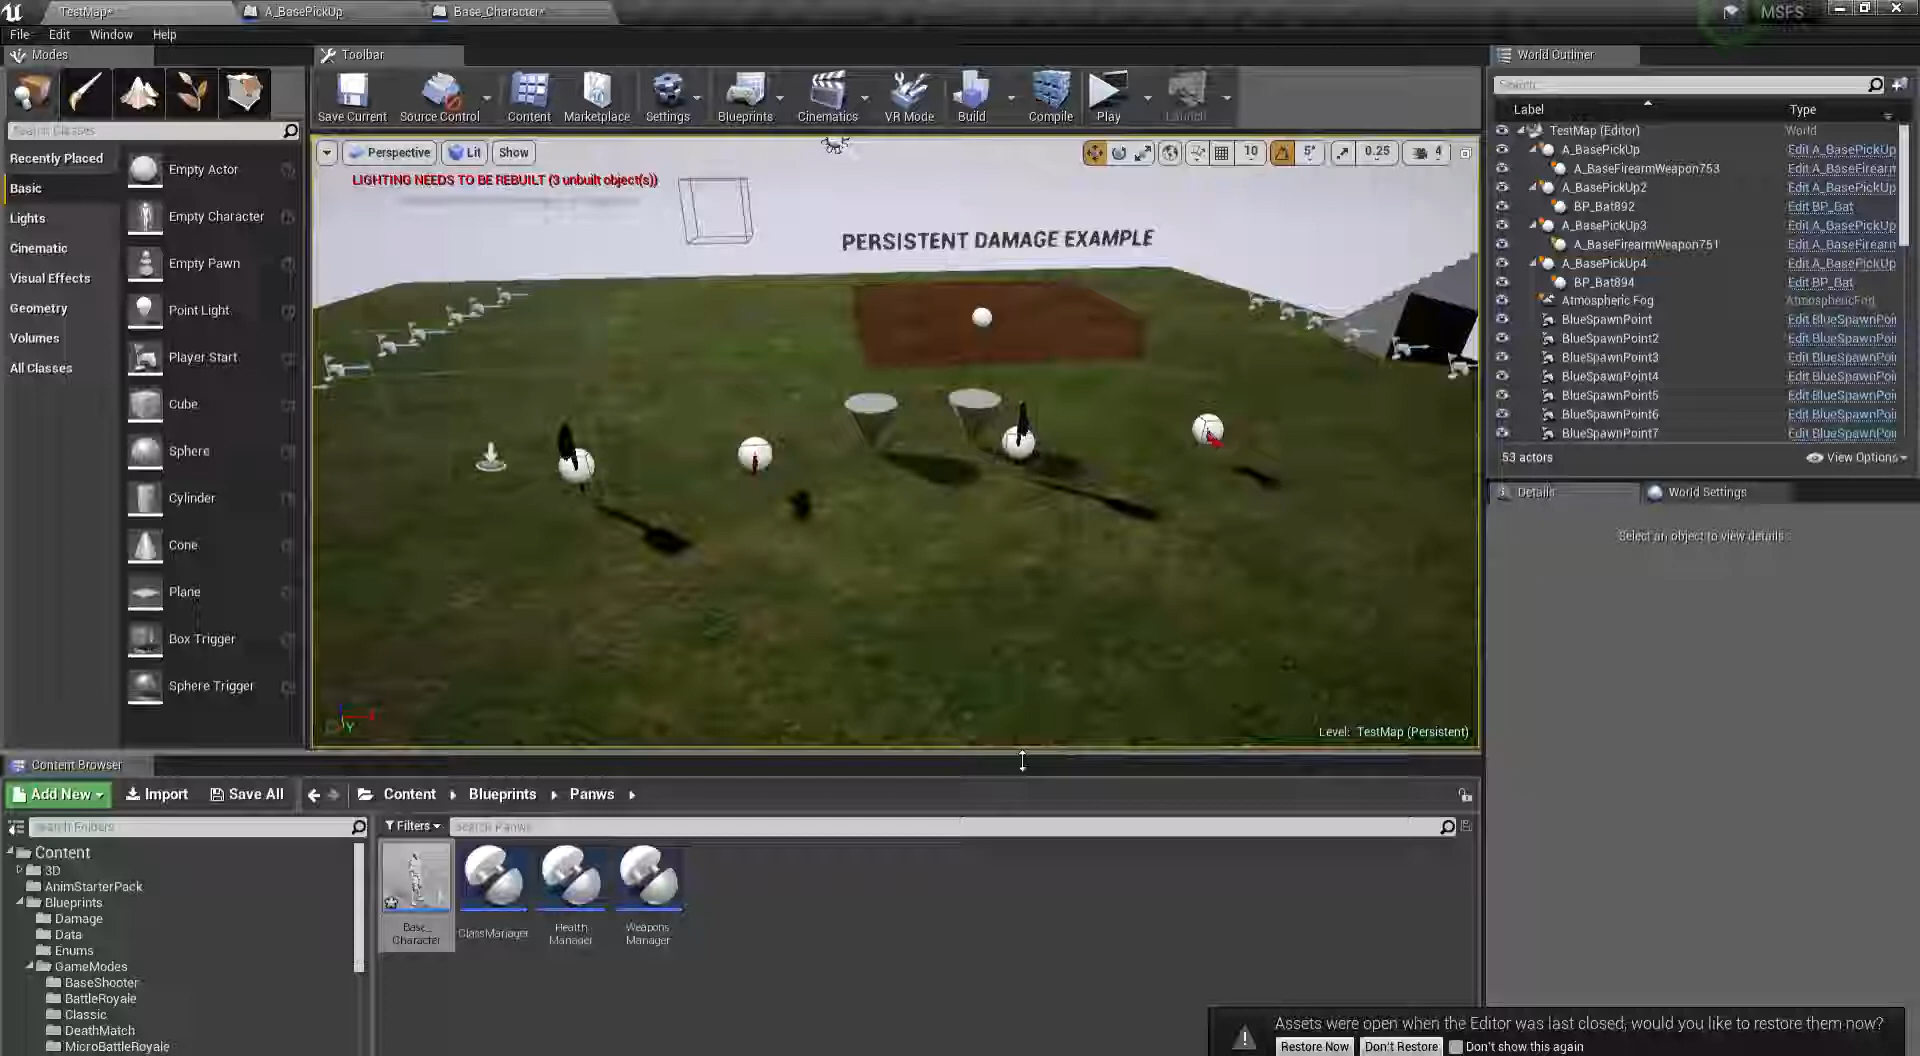 TestMap*
A_BasePickUp
Base_Character*
MSFS
File Edit Window Help
Modes
Toolbar
World Outliner
Save Current
Source Control
Content
Marketplace
Settings
Blueprints
Cinematics
VR Mode
Build
Compile
Play
Launch
Search Classes
Recently Placed
Basic
Lights
Cinematic
Visual Effects
Geometry
Volumes
All Classes
Empty Actor
Empty Character
Empty Pawn
Point Light
Player Start
Cube
Sphere
Cylinder
Cone
Plane
Box Trigger
Sphere Trigger
Perspective Lit Show
10 5° 0.25 4
LIGHTING NEEDS TO BE REBUILT (3 unbuilt object(s))
PERSISTENT DAMAGE EXAMPLE
Level: TestMap (Persistent)
Search...
Label Type
TestMap (Editor) World
A_BasePickUp Edit A_BasePickUp
A_BaseFirearmWeapon753 Edit A_BaseFirearm
A_BasePickUp2 Edit A_BasePickUp
BP_Bat892 Edit BP_Bat
A_BasePickUp3 Edit A_BasePickUp
A_BaseFirearmWeapon751 Edit A_BaseFirearm
A_BasePickUp4 Edit A_BasePickUp
BP_Bat894 Edit BP_Bat
Atmospheric Fog AtmosphericFog
BlueSpawnPoint Edit BlueSpawnPoi
BlueSpawnPoint2 Edit BlueSpawnPoi
BlueSpawnPoint3 Edit BlueSpawnPoi
BlueSpawnPoint4 Edit BlueSpawnPoi
BlueSpawnPoint5 Edit BlueSpawnPoi
BlueSpawnPoint6 Edit BlueSpawnPoi
BlueSpawnPoint7 Edit BlueSpawnPoi
53 actors View Options
Details World Settings
Select an object to view details.
Content Browser
Add New Import Save All Content Blueprints Panws
Search Folders
Filters Search Panws
Content
3D
AnimStarterPack
Blueprints
Damage
Data
Enums
GameModes
BaseShooter
BattleRoyale
Classic
DeathMatch
MicroBattleRoyale
Base_
Character
ClassManager
Health
Manager
Weapons
Manager
Assets were open when the Editor was last closed, would you like to restore them now?
Restore Now Don't Restore Don't show this again